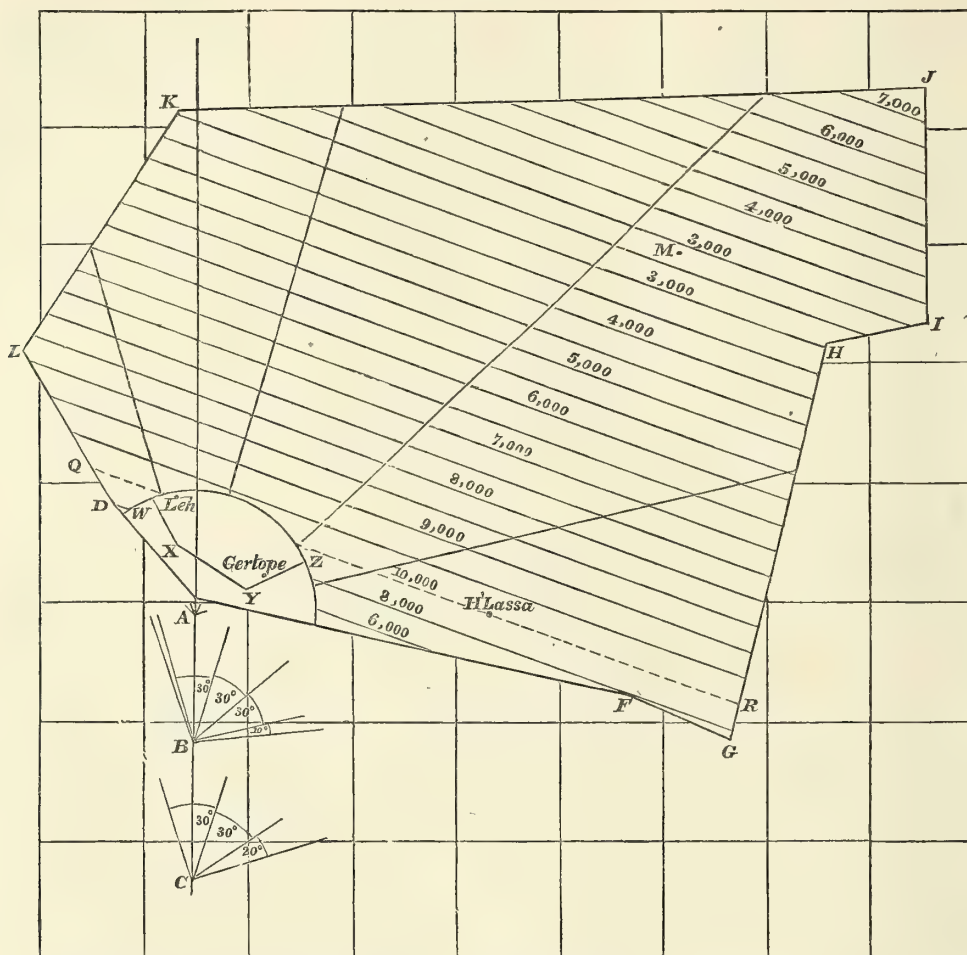 J
K
7,000
6,000
5,000
4,000
3,000
M.
3,000
I
4,000
H
L
5,000
6,000
7,000
Q
8,000
D
W
Leh
9,000
X
Gertope
Z
10,000
Y
H'Lassa
8,000
A
6,000
F
R
G
30°
30°
30°
B
30°
30°
20°
C